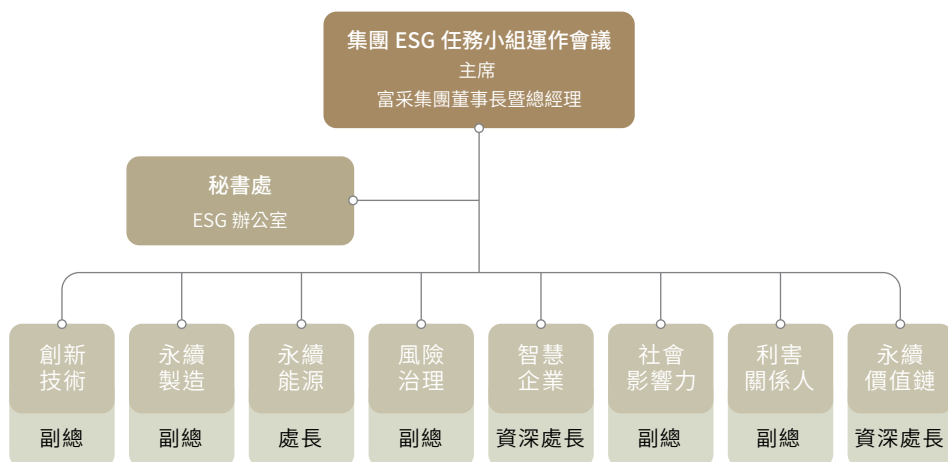 集團 ESG 任務小組運作會議
主席
富采集團董事長暨總經理
秘書處
ESG 辦公室
創新
技術
副總
永續
製造
副總
永續
能源
處長
風險
治理
副總
智慧
企業
資深處長
社會
影響力
副總
利害
關係人
副總
永續
價值鏈
資深處長